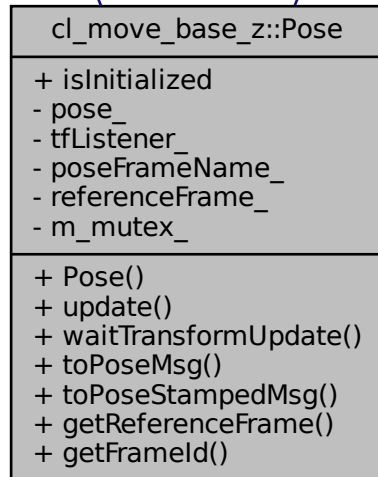 cl_move_base_z::Pose
+ isInitialized
- pose_
- tfListener_
- poseFrameName_
- referenceFrame_
- m_mutex_
+ Pose()
+ update()
+ waitTransformUpdate()
+ toPoseMsg()
+ toPoseStampedMsg()
+ getReferenceFrame()
+ getFrameId()